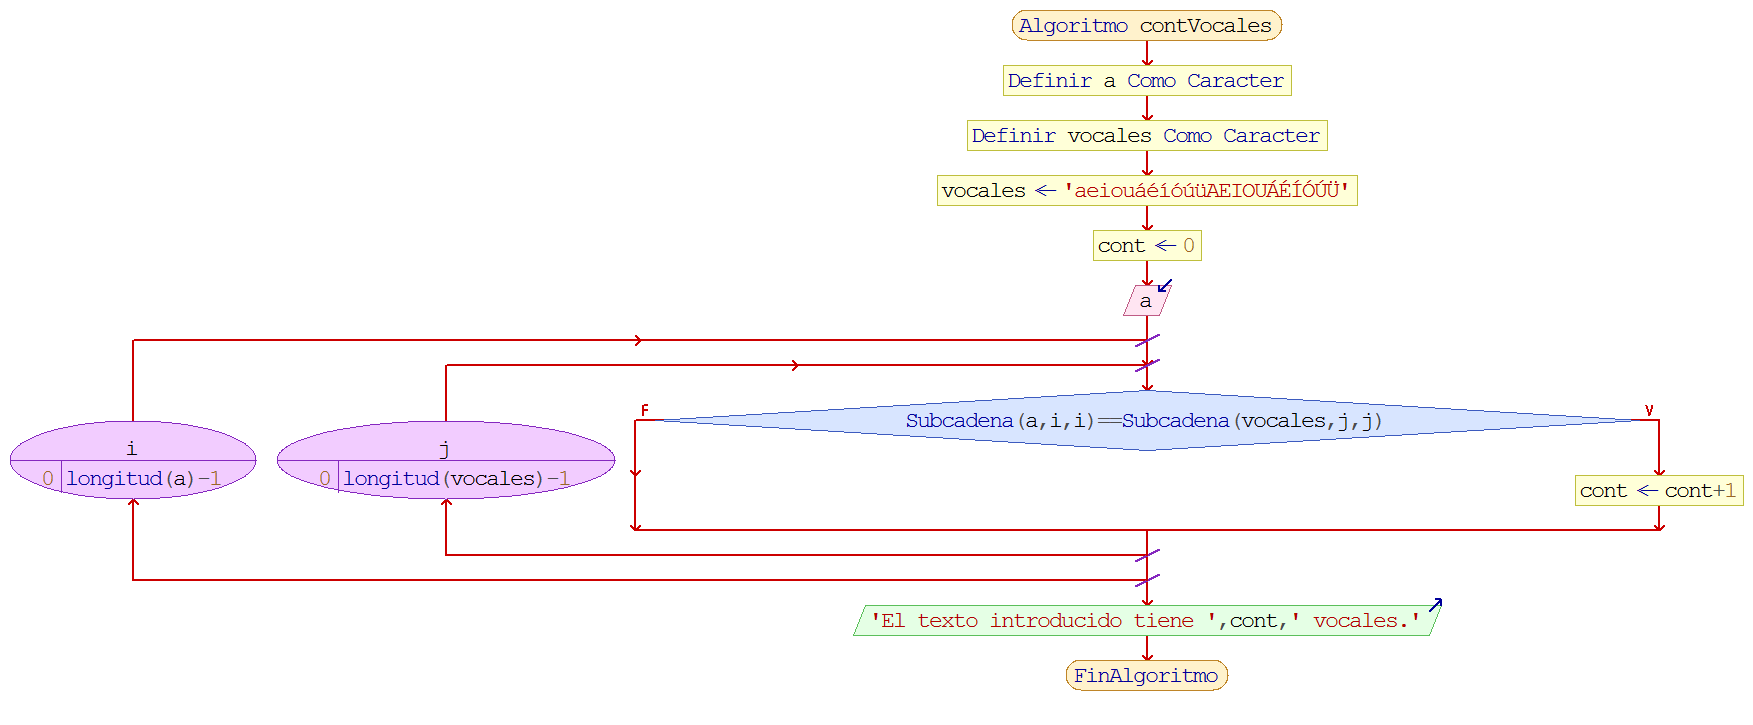 Algoritmo contVocales
Definir a Como Caracter
Definir vocales Como Caracter
vocales ← 'aeiouáéíóúüAEIOUÁÉÍÓÚÜ'
cont ← 0
a
F
V
Subcadena(a,i,i)==Subcadena(vocales,j,j)
i
0 longitud(a)-1
j
0 longitud(vocales)-1
cont ← cont+1
'El texto introducido tiene ',cont,' vocales.'
FinAlgoritmo